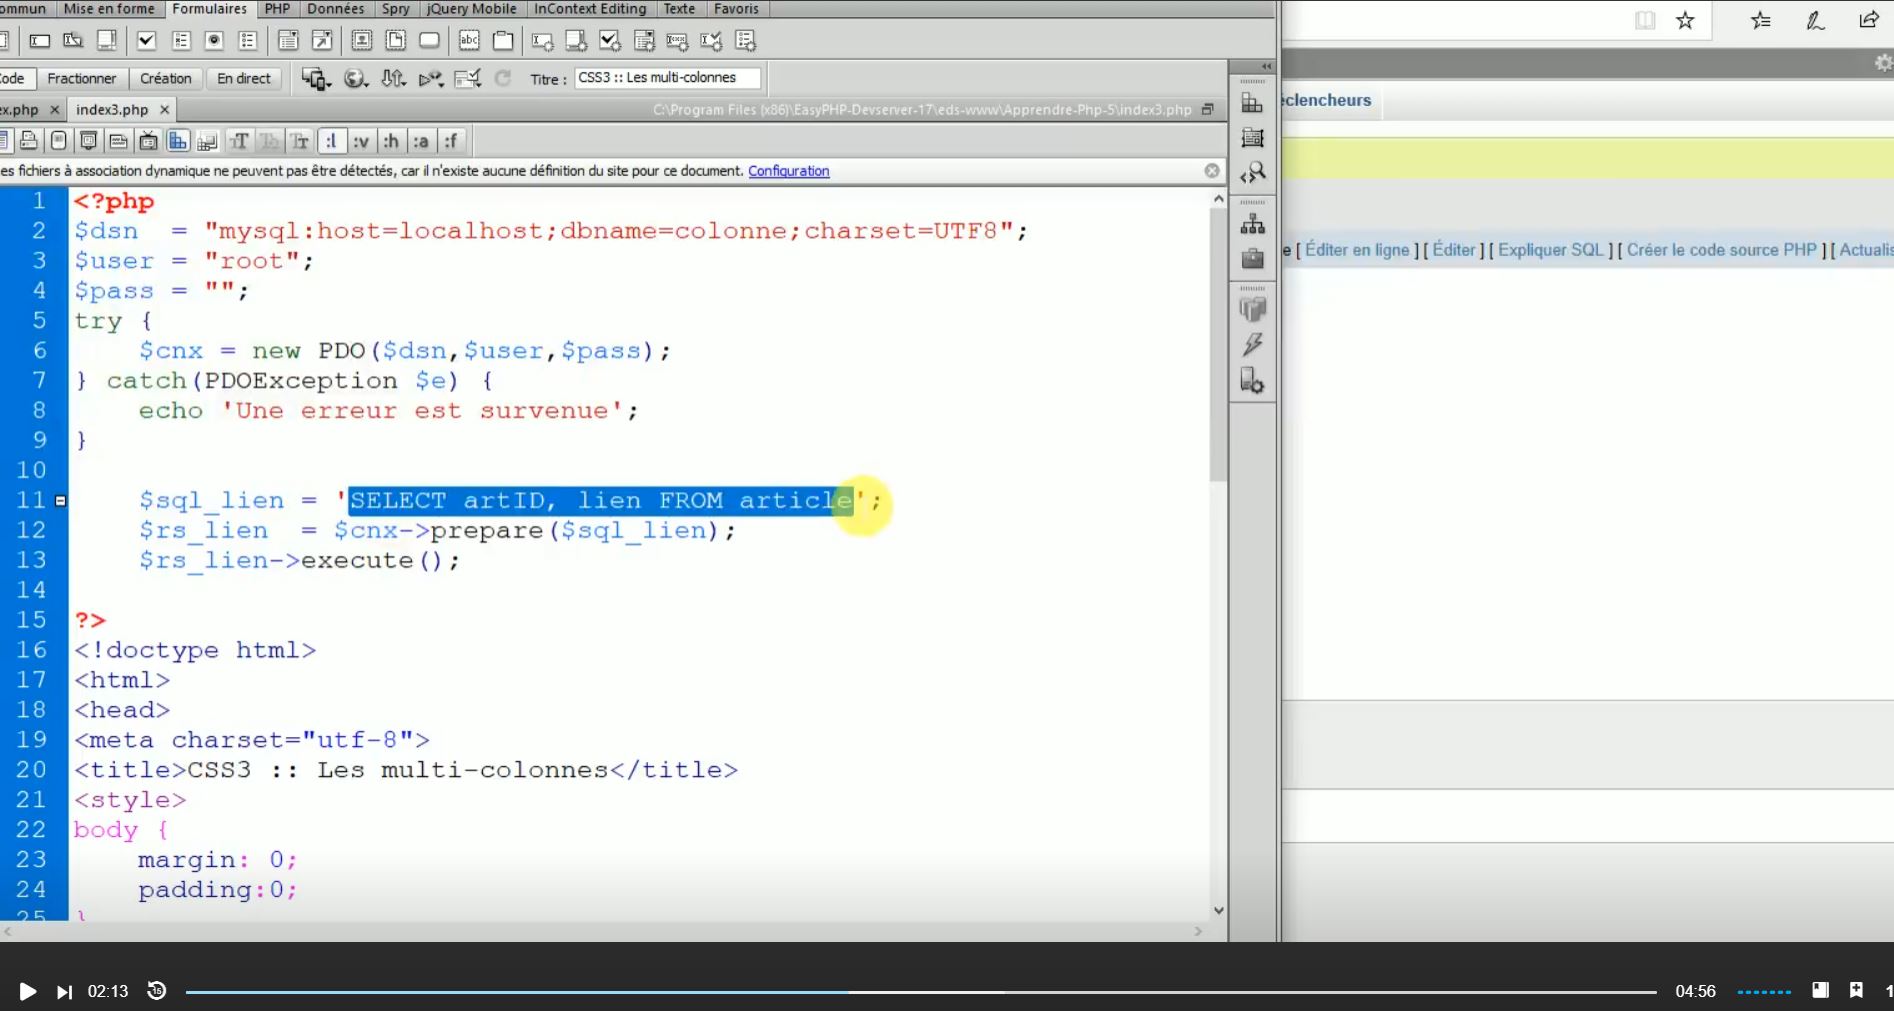 Mise en forme Formulaires PHP Données Spry jQuery Mobile InContext Editing Texte Favoris
abc
Fractionner Création En direct Titre : CSS3 :: Les multi-colonnes
index3.php × C:\Program Files (x86)\EasyPHP-Devserver-17\eds-www\Apprendre-Php-5\index3.php
:l :v :h :a :f
es fichiers à association dynamique ne peuvent pas être détectés, car il n'existe aucune définition du site pour ce document. Configuration
1 <?php
2 $dsn = "mysql:host=localhost;dbname=colonne;charset=UTF8";
3 $user = "root";
4 $pass = "";
5 try {
6 $cnx = new PDO($dsn,$user,$pass);
7 } catch(PDOException $e) {
8 echo 'Une erreur est survenue';
9 }
10
11 $sql_lien = 'SELECT artID, lien FROM article';
12 $rs_lien = $cnx->prepare($sql_lien);
13 $rs_lien->execute();
14
15 ?>
16 <!doctype html>
17 <html>
18 <head>
19 <meta charset="utf-8">
20 <title>CSS3 :: Les multi-colonnes</title>
21 <style>
22 body {
23 margin: 0;
24 padding:0;
25 }
éclencheurs
e [ Éditer en ligne ] [ Éditer ] [ Expliquer SQL ] [ Créer le code source PHP ] [ Actualis
02:13 15 04:56